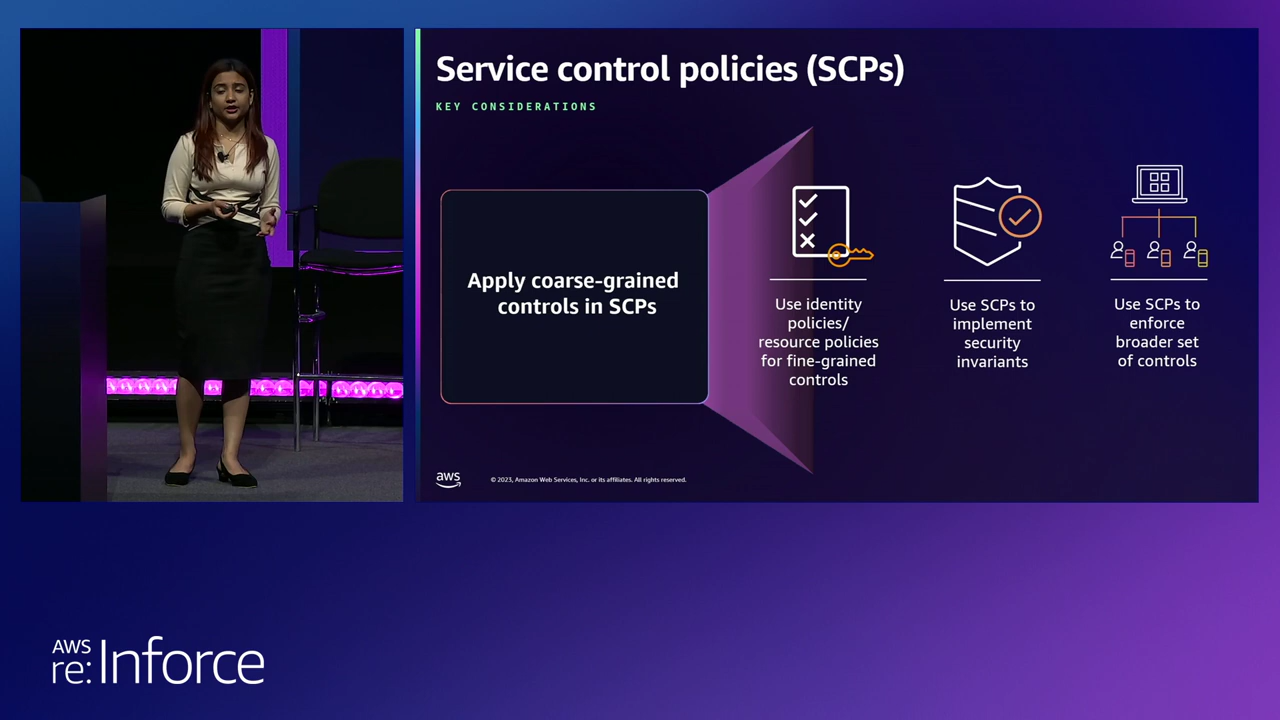 Service control policies (SCPs)
KEY CONSIDERATIONS
Apply coarse-grained
controls in SCPs
Use identity
policies/
resource policies
for fine-grained
controls
Use SCPs to
implement
security
invariants
Use SCPs to
enforce
broader set
of controls
aws
© 2023, Amazon Web Services, Inc. or its affiliates. All rights reserved.
AWS
re:Inforce